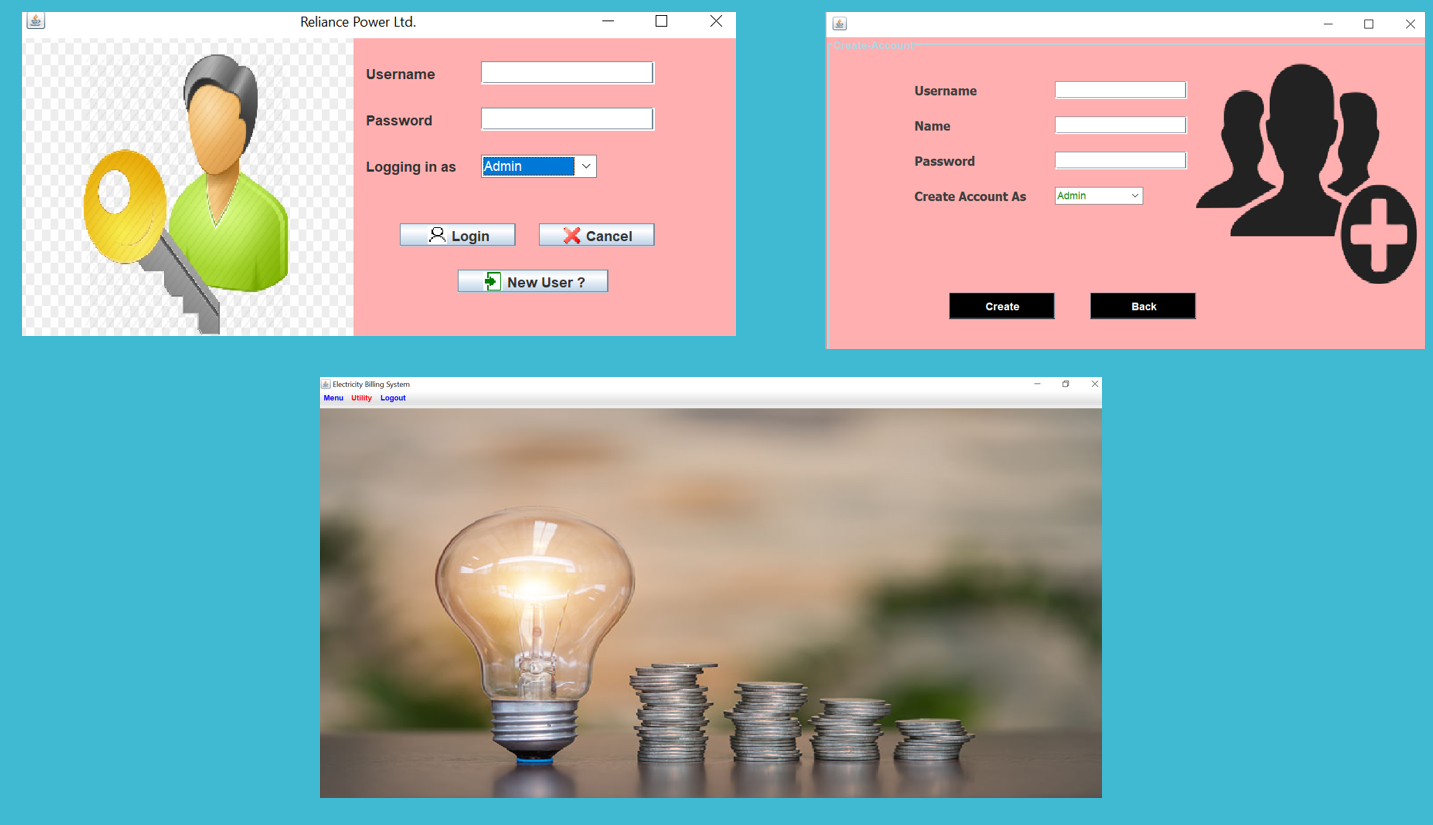 Reliance Power Ltd.
Username
Password
Logging in as Admin
Login Cancel
New User ?
Create Account
Username
Name
Password
Create Account As Admin
Create Back
Electricity Billing System
Menu Utility Logout